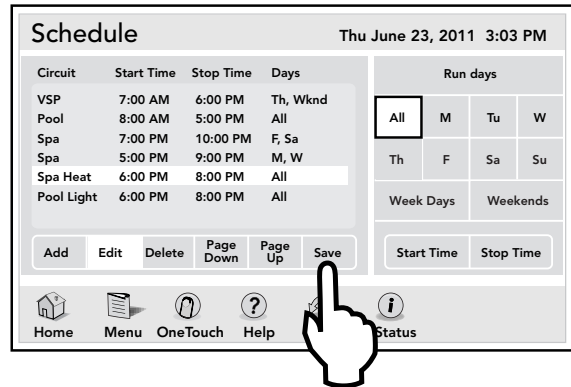 Schedule
Thu June 23, 2011 3:03 PM
Circuit Start Time Stop Time Days
VSP 7:00 AM 6:00 PM Th, Wknd
Pool 8:00 AM 5:00 PM All
Spa 7:00 PM 10:00 PM F, Sa
Spa 5:00 PM 9:00 PM M, W
Spa Heat 6:00 PM 8:00 PM All
Pool Light 6:00 PM 8:00 PM All
Add Edit Delete Page Down Page Up Save
Run days
All M Tu W
Th F Sa Su
Week Days Weekends
Start Time Stop Time
?
i
Home Menu OneTouch Help Status